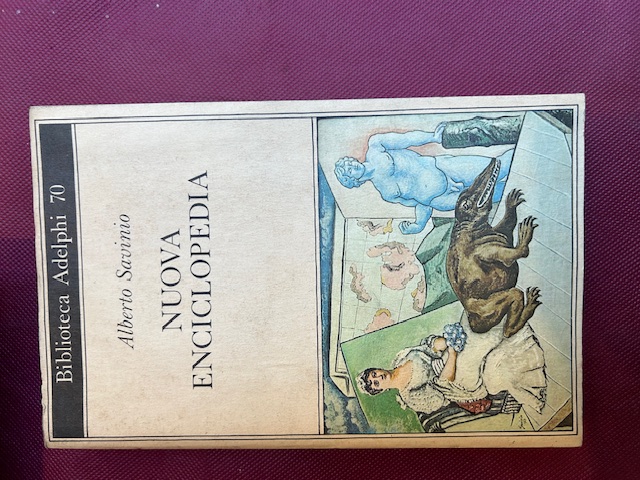 Biblioteca Adelphi 70
Alberto Savinio
NUOVA
ENCICLOPEDIA